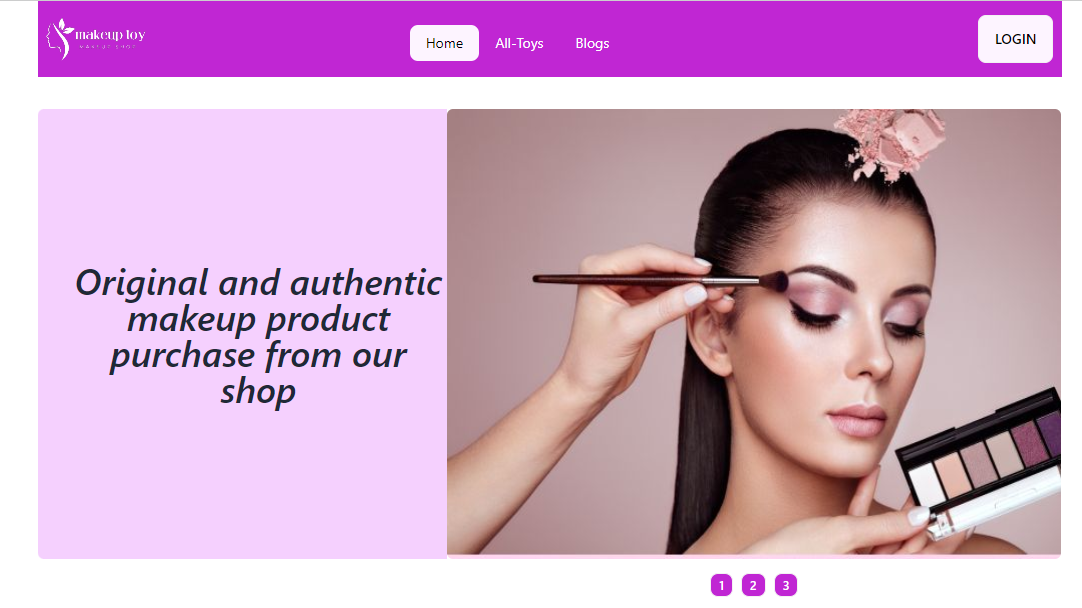 makeup toy
MAKEUP SHOP
Home
All-Toys
Blogs
LOGIN
Original and authentic
makeup product
purchase from our
shop
1 2 3